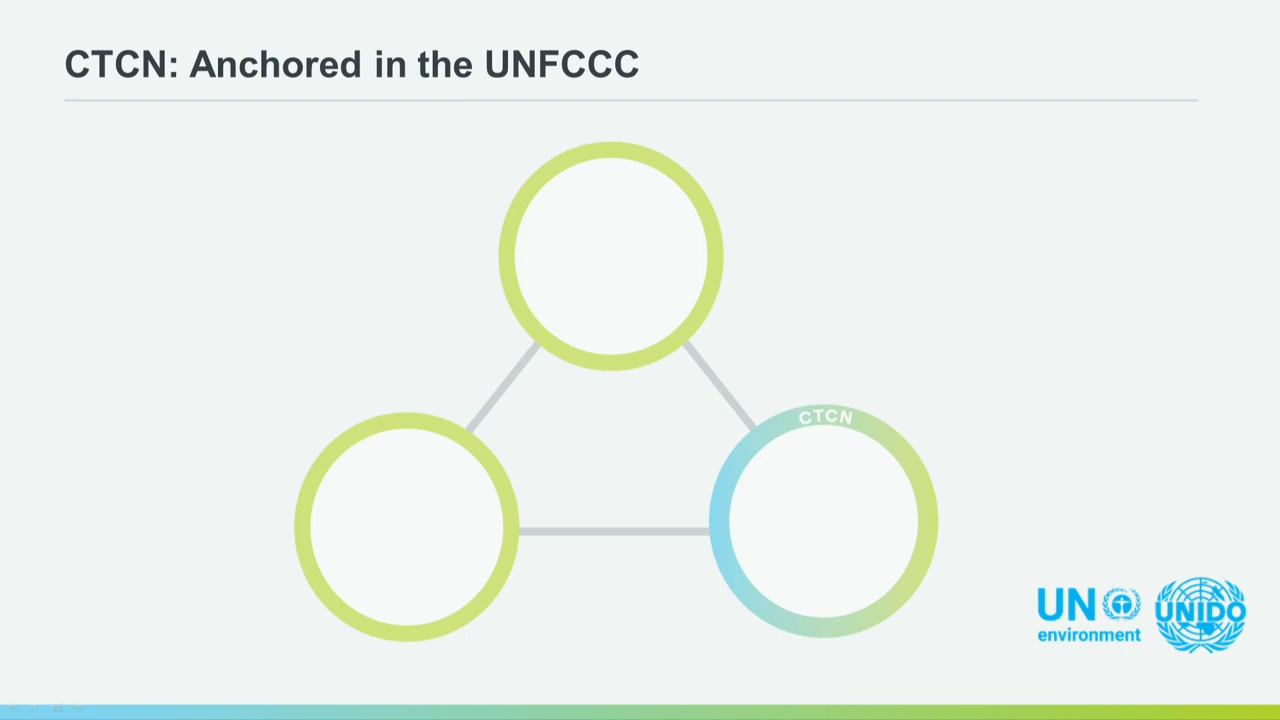 CTCN: Anchored in the UNFCCC
CTCN
UN
environment
UNIDO